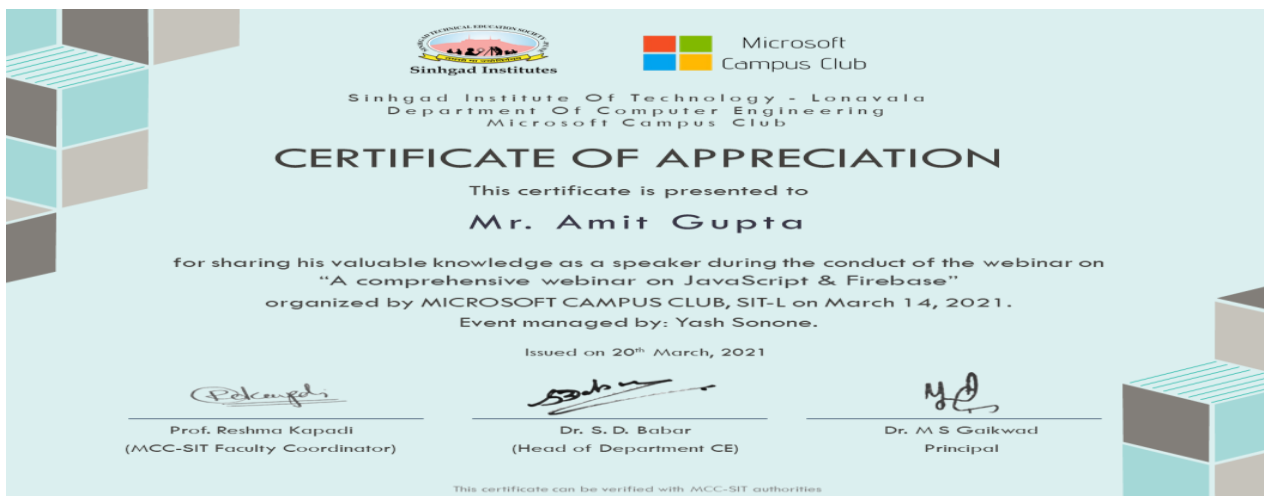 SINHGAD TECHNICAL EDUCATION SOCIETY
Sinhgad Institutes
Microsoft
Campus Club
Sinhgad Institute Of Technology - Lonavala
Department Of Computer Engineering
Microsoft Campus Club
CERTIFICATE OF APPRECIATION
This certificate is presented to
Mr. Amit Gupta
for sharing his valuable knowledge as a speaker during the conduct of the webinar on
“A comprehensive webinar on JavaScript & Firebase”
organized by MICROSOFT CAMPUS CLUB, SIT-L on March 14, 2021.
Event managed by: Yash Sonone.
Issued on 20th March, 2021
Prof. Reshma Kapadi
(MCC-SIT Faculty Coordinator)
Dr. S. D. Babar
(Head of Department CE)
Dr. M S Gaikwad
Principal
This certificate can be verified with MCC-SIT authorities